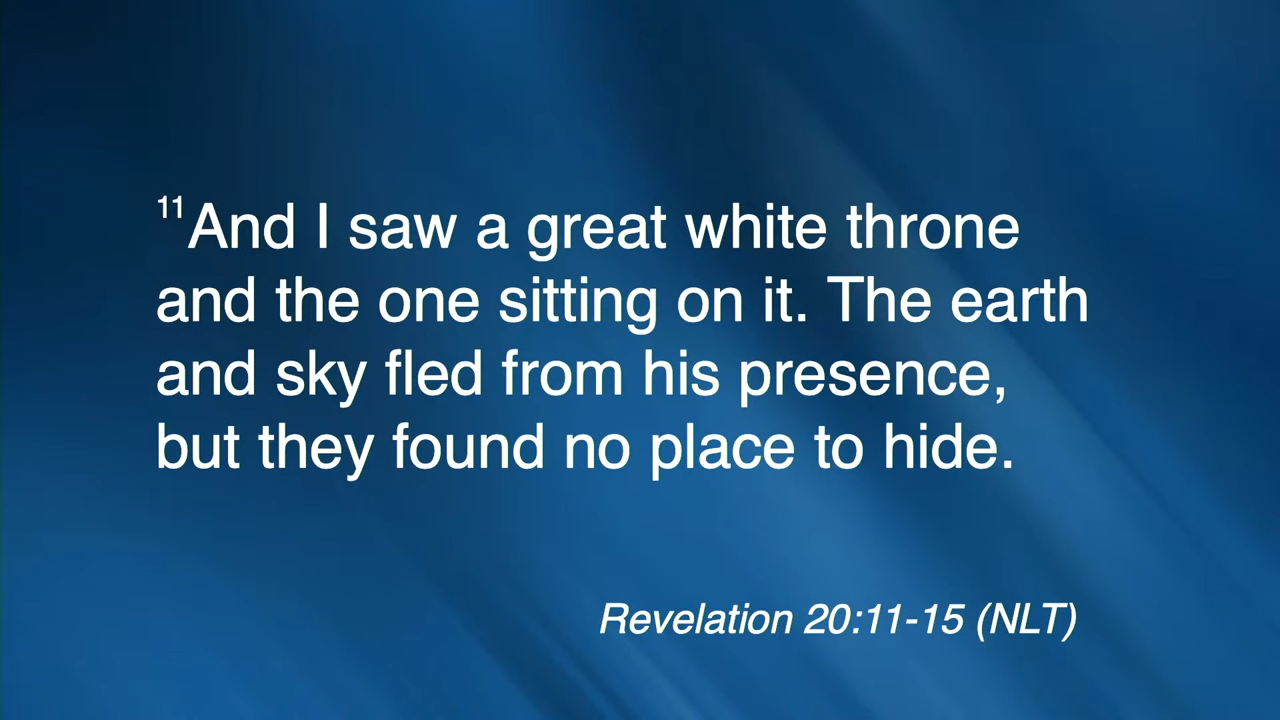 11And I saw a great white throne
and the one sitting on it. The earth
and sky fled from his presence,
but they found no place to hide.
Revelation 20:11-15 (NLT)